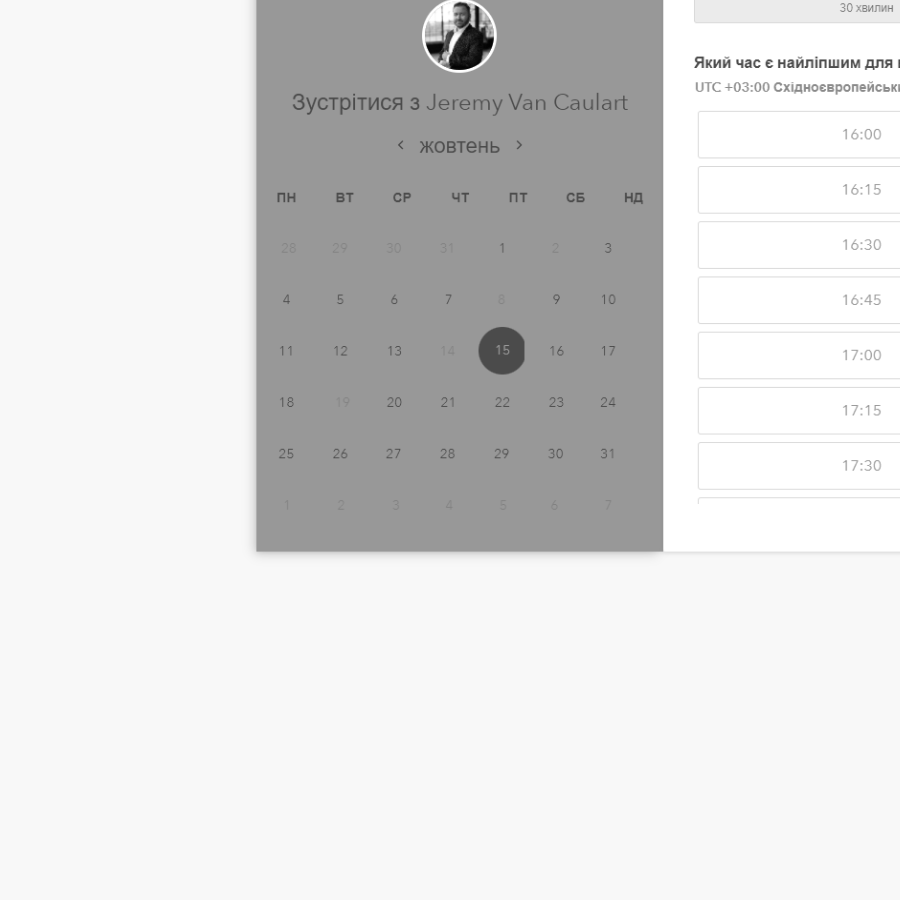 Зустрітися з Jeremy Van Caulart
‹ жовтень ›
ПН ВТ СР ЧТ ПТ СБ НД
28 29 30 31 1 2 3
4 5 6 7 8 9 10
11 12 13 14 15 16 17
18 19 20 21 22 23 24
25 26 27 28 29 30 31
1 2 3 4 5 6 7
30 хвилин
Який час є найліпшим для
UTC +03:00
16:00
16:15
16:30
16:45
17:00
17:15
17:30